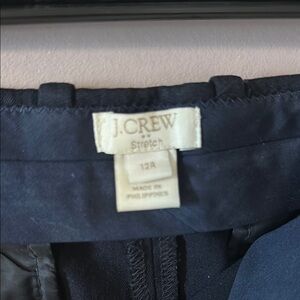 J.CREW
Stretch
12R
MADE IN
PHILIPPINES